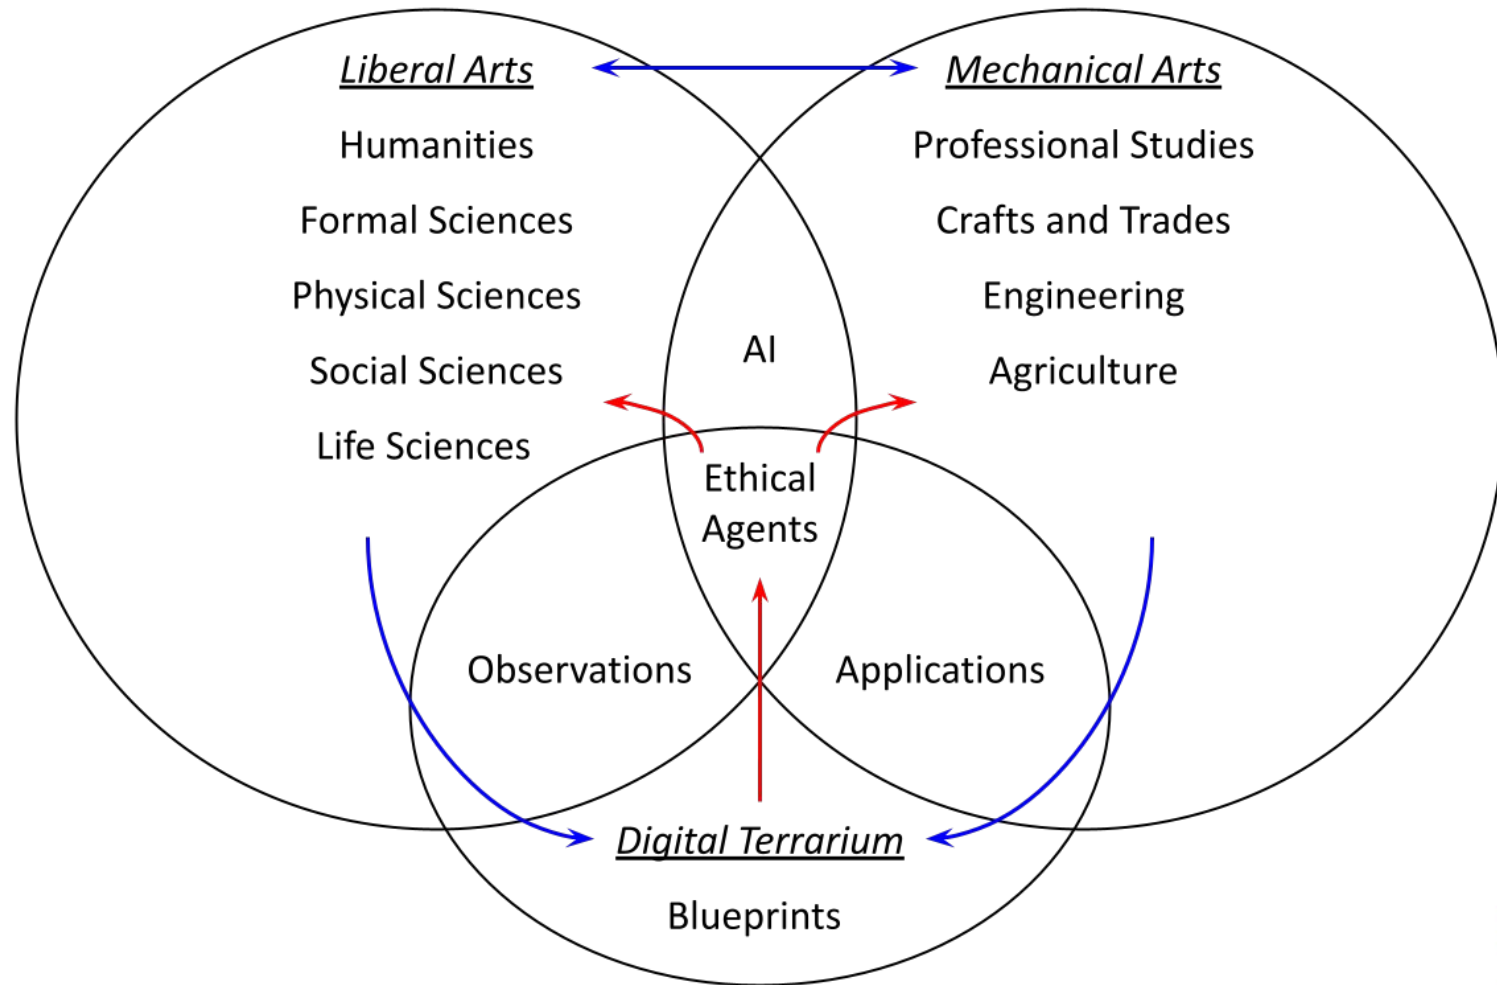 Liberal Arts
Humanities
Formal Sciences
Physical Sciences
Social Sciences
Life Sciences
Mechanical Arts
Professional Studies
Crafts and Trades
Engineering
Agriculture
AI
Ethical
Agents
Observations
Applications
Digital Terrarium
Blueprints